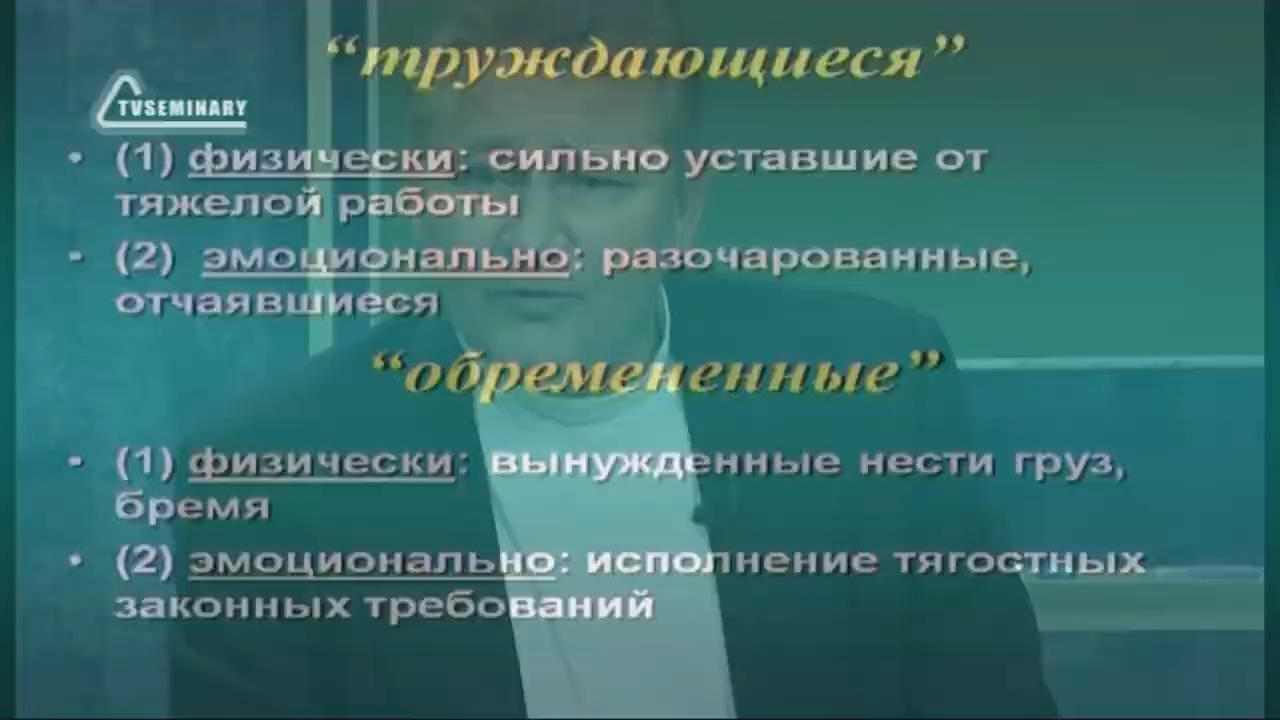 “труждающиеся”
TVSEMINARY
• (1) физически: сильно уставшие от
тяжелой работы
• (2) эмоционально: разочарованные,
отчаявшиеся
“обремененные”
• (1) физически: вынужденные нести груз,
бремя
• (2) эмоционально: исполнение тягостных
законных требований